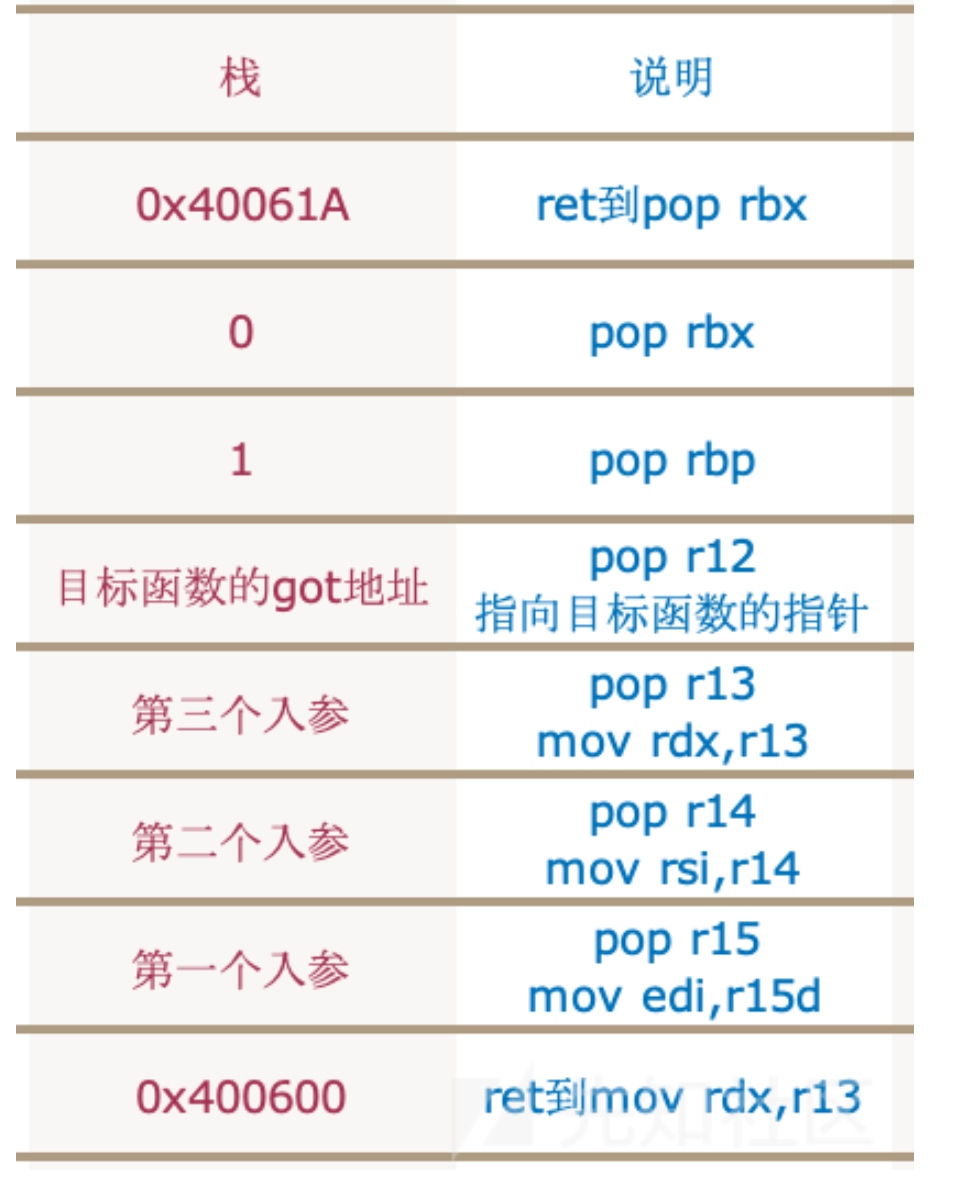 栈
说明
0x40061A
ret到pop rbx
0
pop rbx
1
pop rbp
目标函数的got地址
pop r12
指向目标函数的指针
第三个入参
pop r13
mov rdx,r13
第二个入参
pop r14
mov rsi,r14
第一个入参
pop r15
mov edi,r15d
0x400600
ret到mov rdx,r13
先知社区